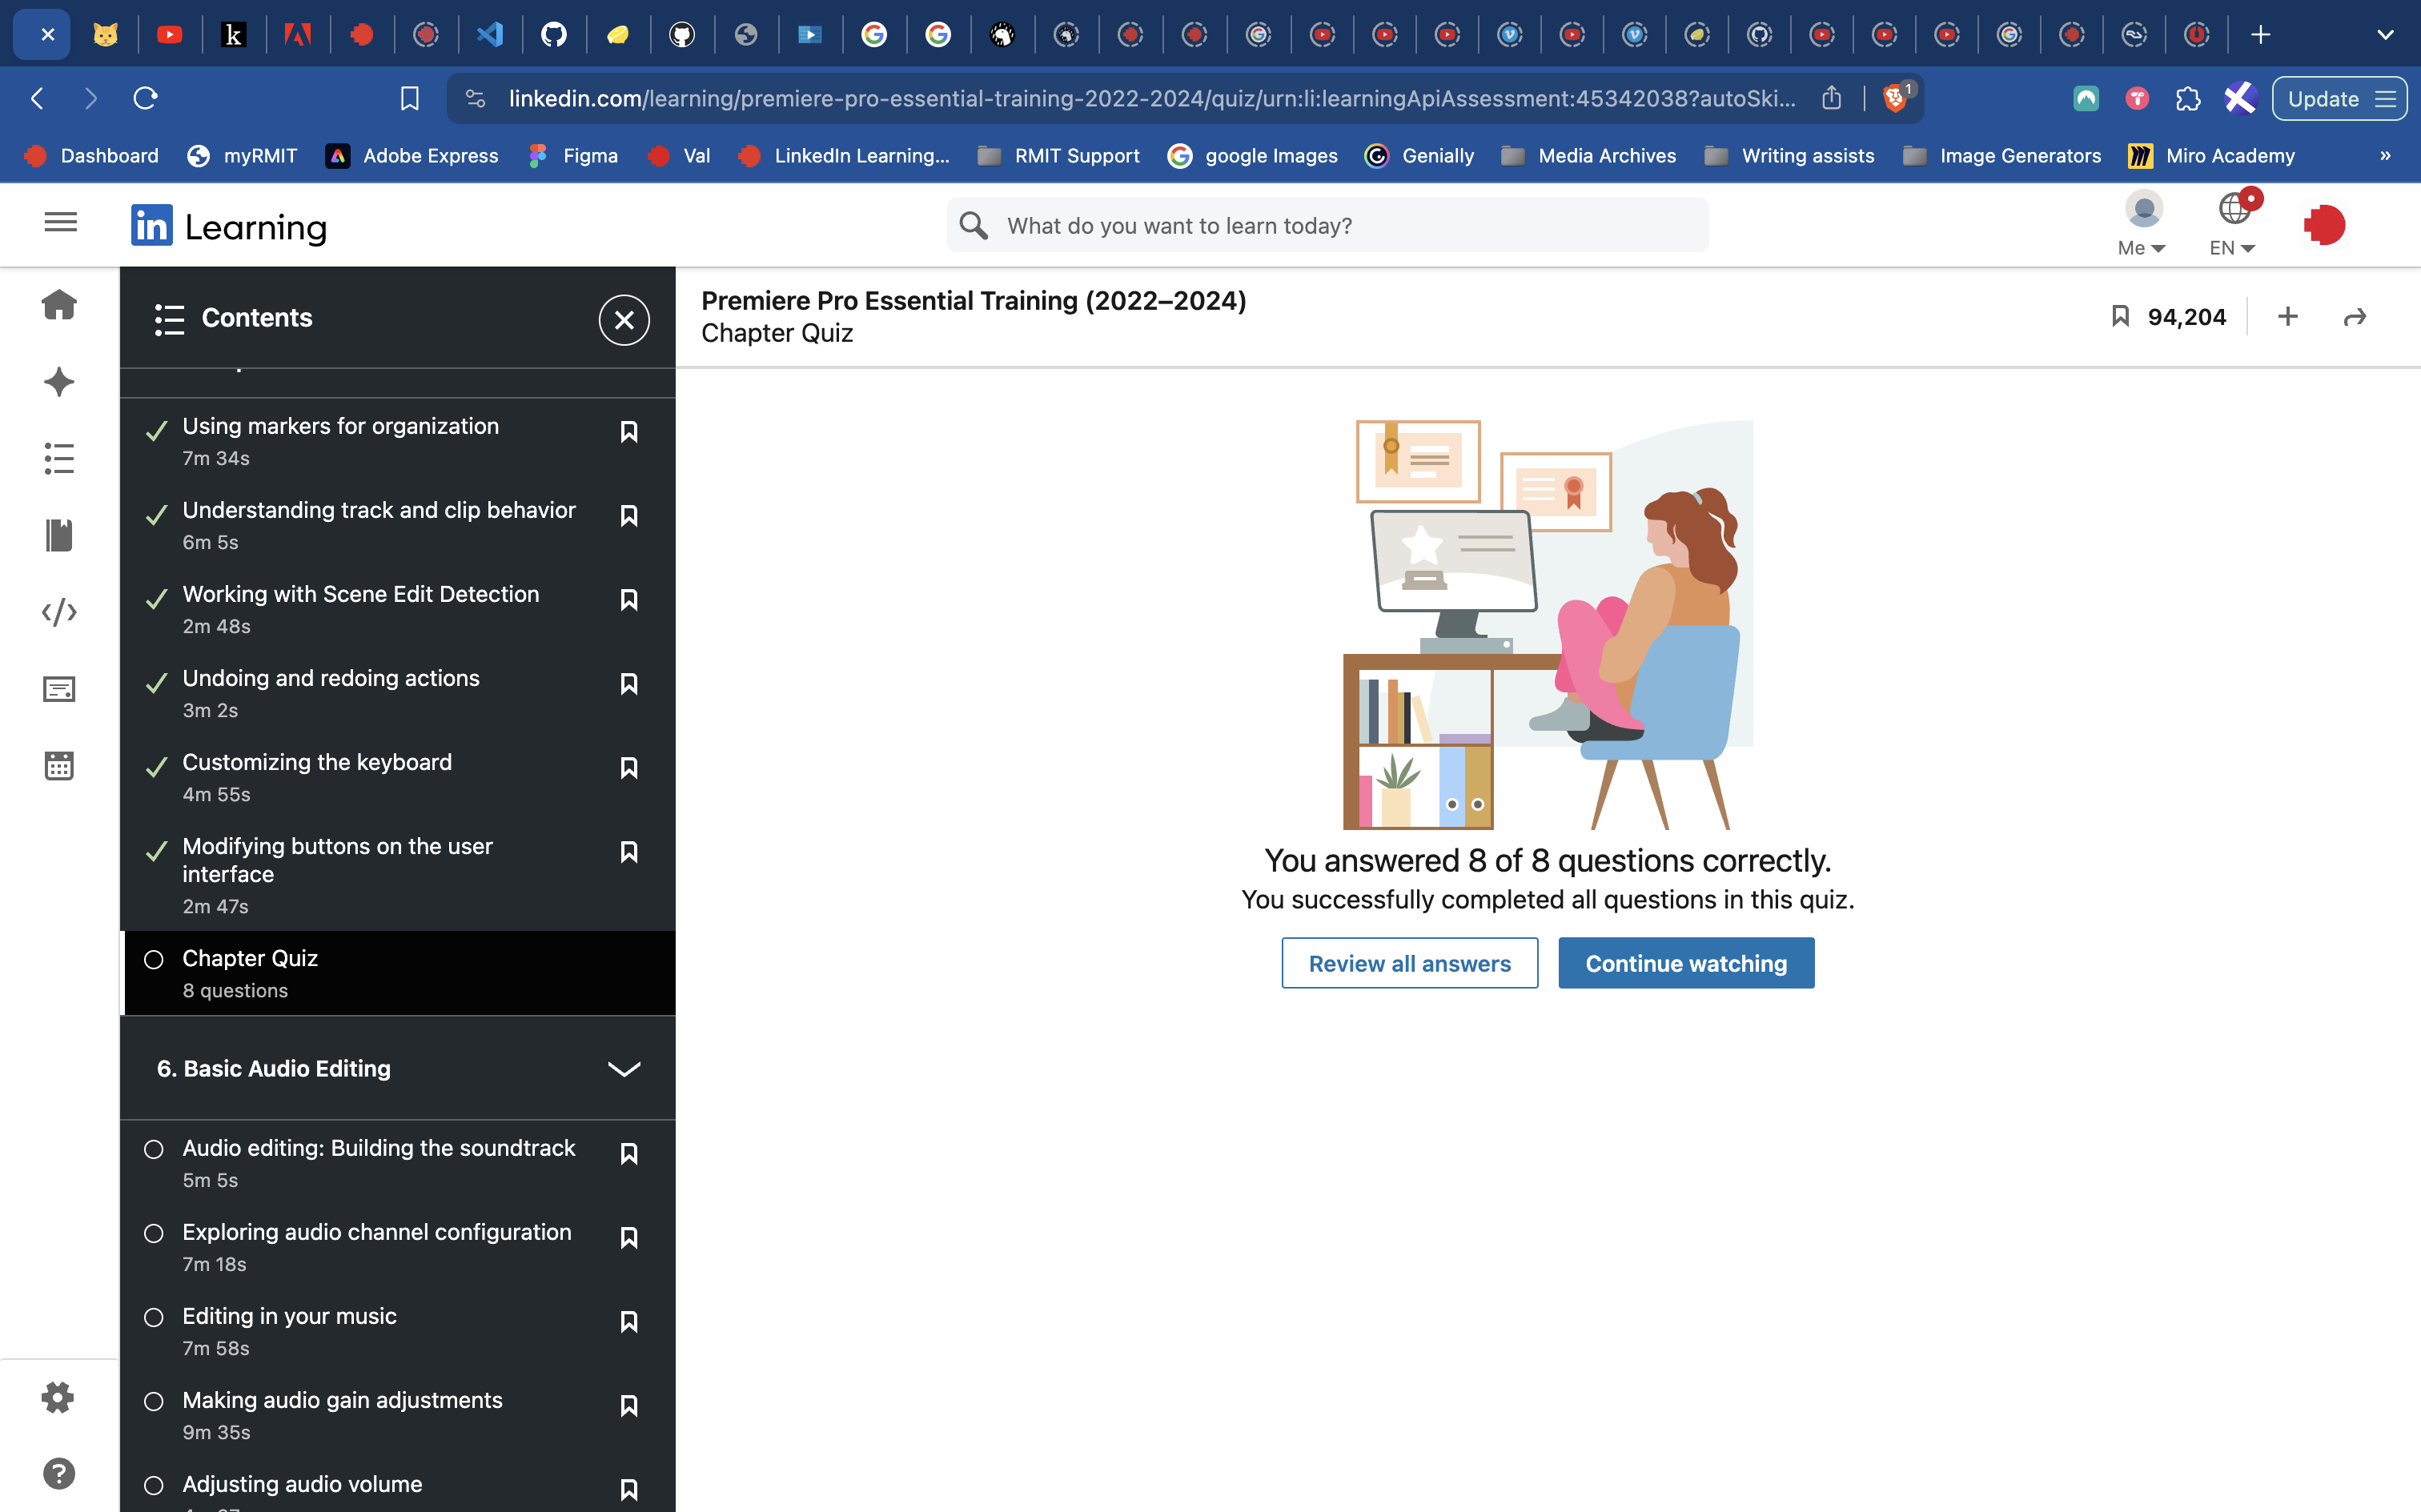 linkedin.com/learning/premiere-pro-essential-training-2022-2024/quiz/urn:li:learningApiAssessment:45342038?autoSki...
1
Update
Dashboard
myRMIT
Adobe Express
Figma
Val
LinkedIn Learning...
RMIT Support
google Images
Genially
Media Archives
Writing assists
Image Generators
Miro Academy
»
in Learning
What do you want to learn today?
Me
EN
Contents
Using markers for organization
7m 34s
Understanding track and clip behavior
6m 5s
Working with Scene Edit Detection
2m 48s
Undoing and redoing actions
3m 2s
Customizing the keyboard
4m 55s
Modifying buttons on the user
interface
2m 47s
Chapter Quiz
8 questions
6. Basic Audio Editing
Audio editing: Building the soundtrack
5m 5s
Exploring audio channel configuration
7m 18s
Editing in your music
7m 58s
Making audio gain adjustments
9m 35s
Adjusting audio volume
Premiere Pro Essential Training (2022–2024)
Chapter Quiz
94,204
You answered 8 of 8 questions correctly.
You successfully completed all questions in this quiz.
Review all answers
Continue watching